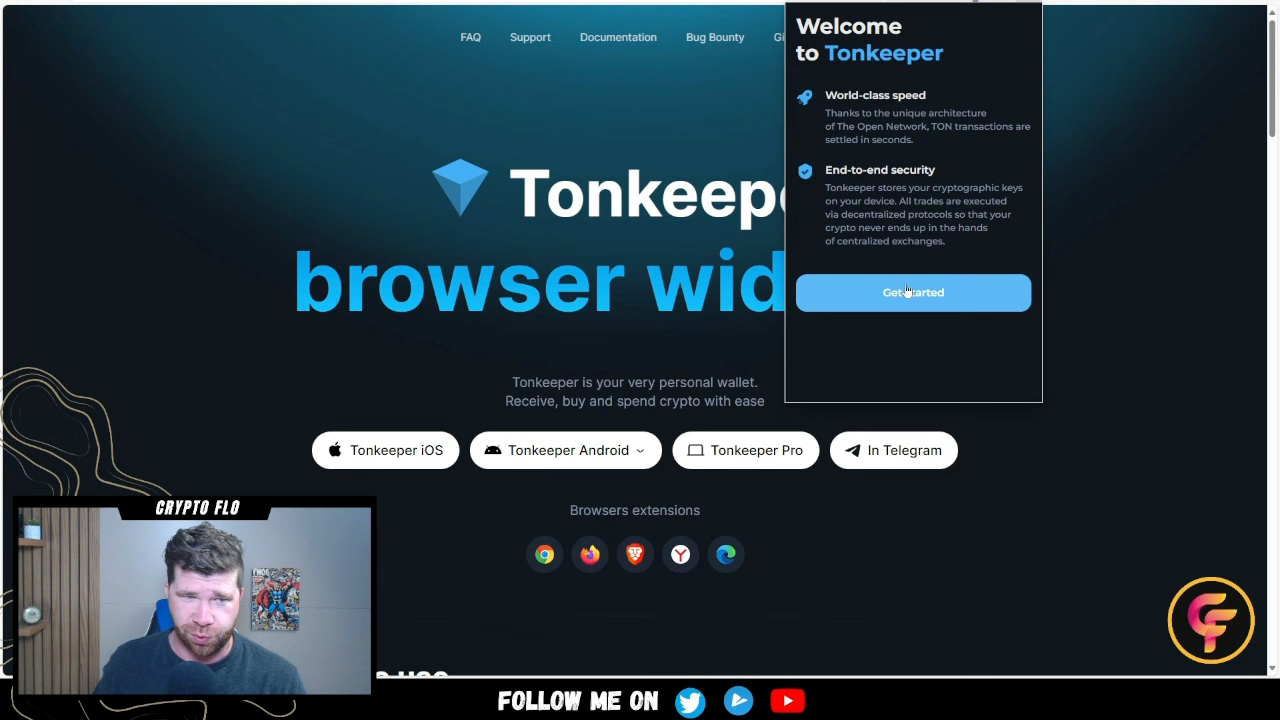 FAQ
Support
Documentation
Bug Bounty
Tonkeep
browser wid
Tonkeeper is your very personal wallet.
Receive, buy and spend crypto with ease
Tonkeeper iOS
Tonkeeper Android
Tonkeeper Pro
In Telegram
Browsers extensions
Welcome
to Tonkeeper
World-class speed
Thanks to the unique architecture
of The Open Network, TON transactions are
settled in seconds.
End-to-end security
Tonkeeper stores your cryptographic keys
on your device. All trades are executed
via decentralized protocols so that your
crypto never ends up in the hands
of centralized exchanges.
Get started
CRYPTO FLO
FOLLOW ME ON